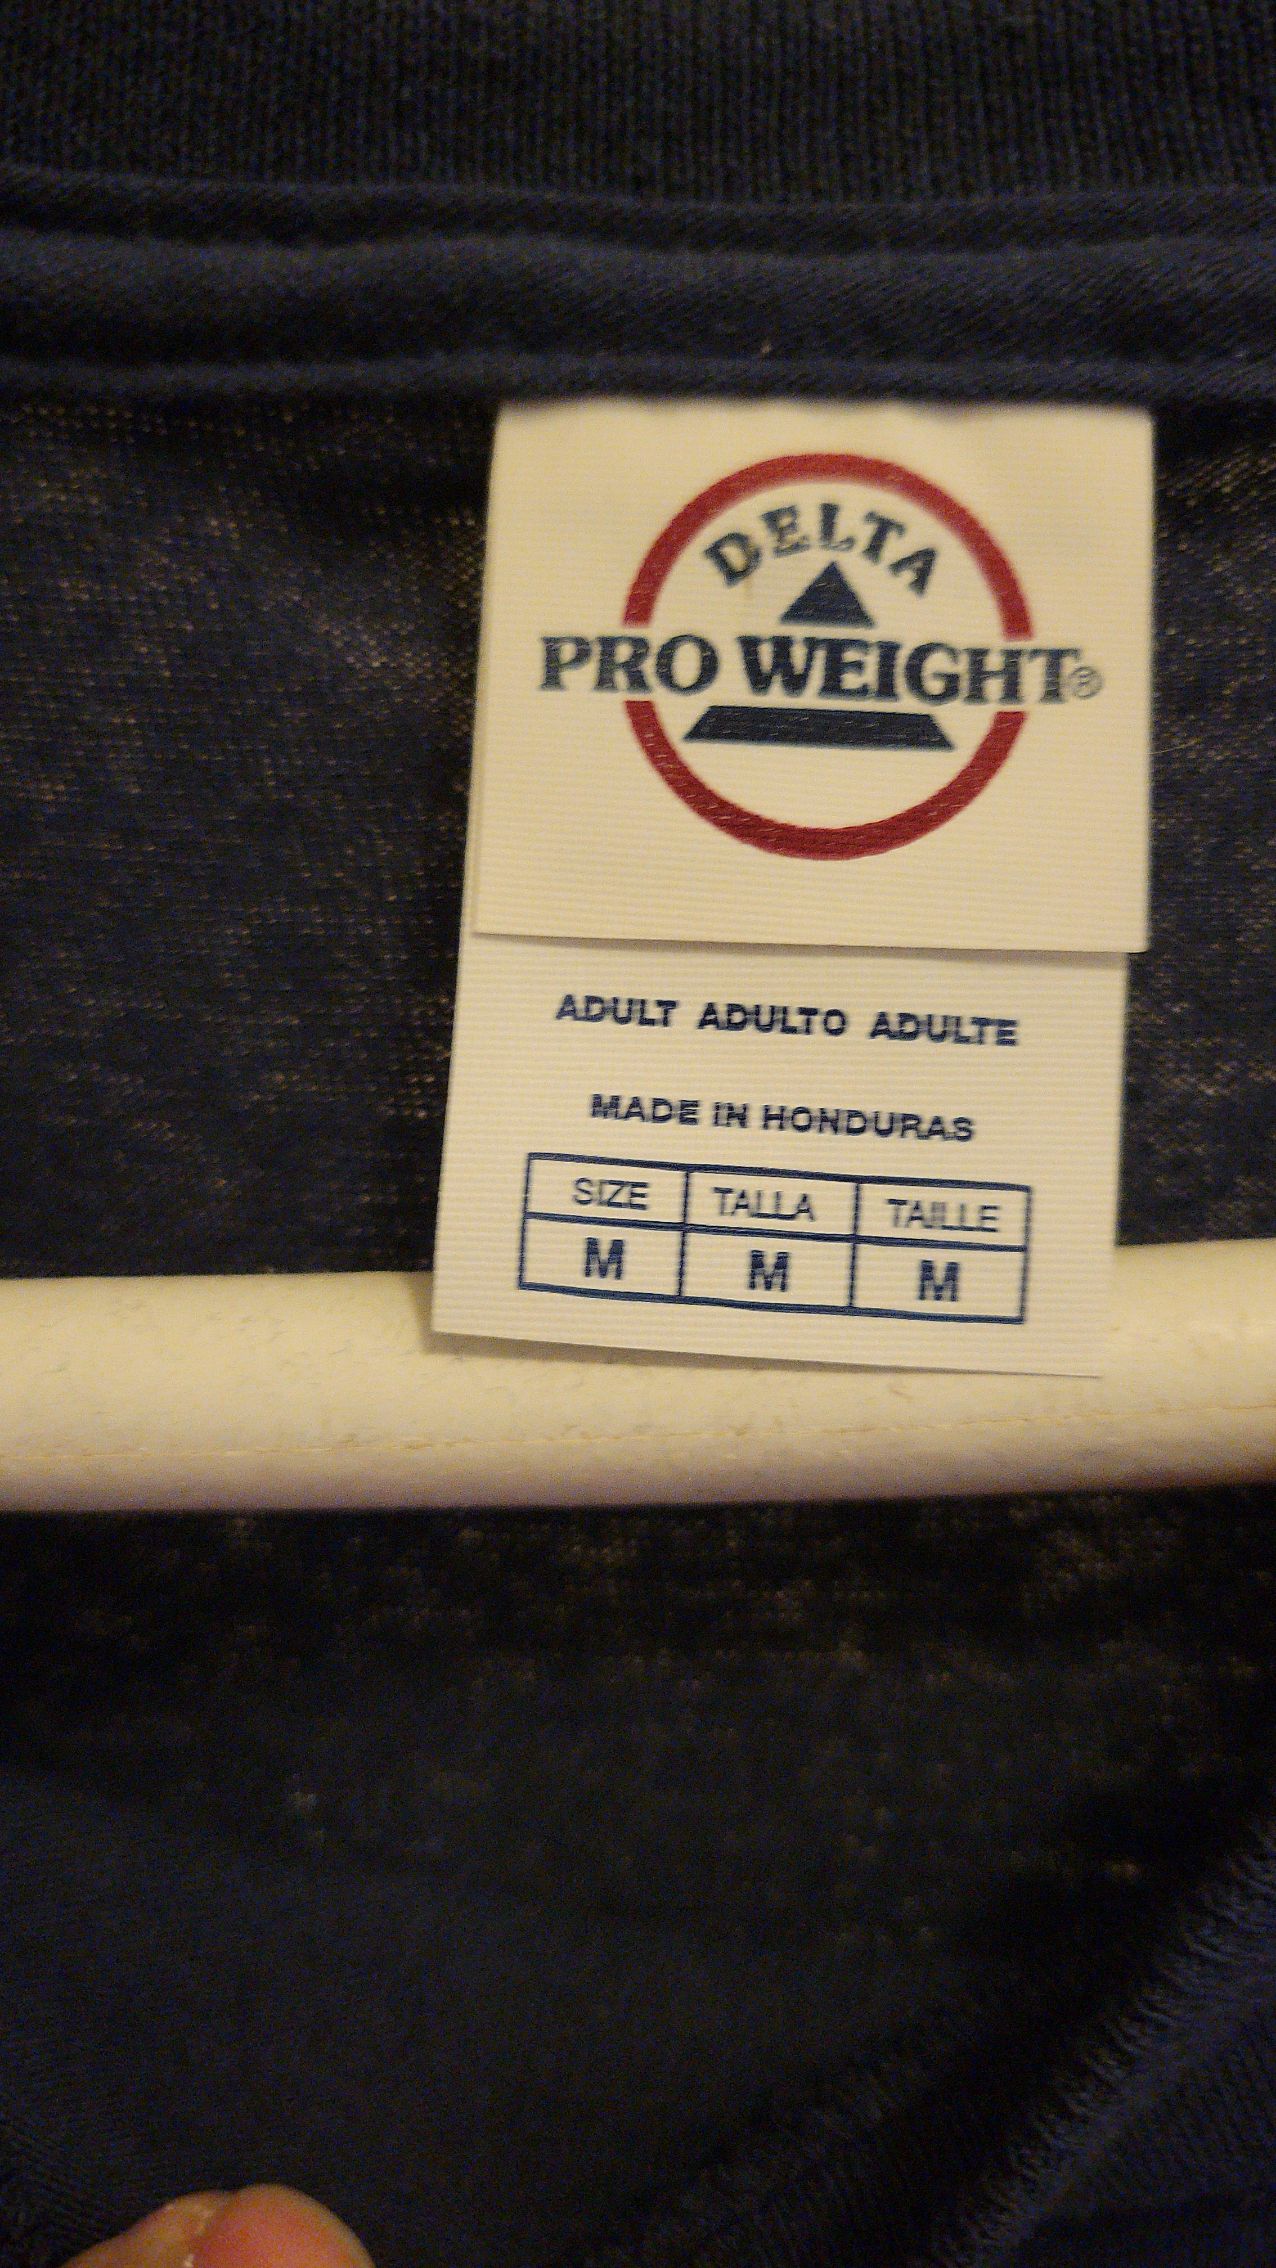 DELTA
PRO WEIGHT®
ADULT ADULTO ADULTE
MADE IN HONDURAS
SIZE TALLA TAILLE
M M M